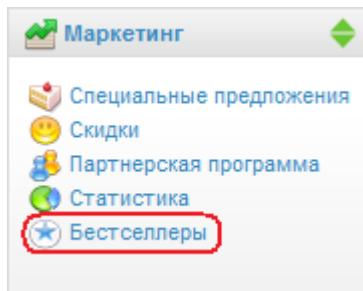 Маркетинг
Специальные предложения
Скидки
Партнерская программа
Статистика
Бестселлеры